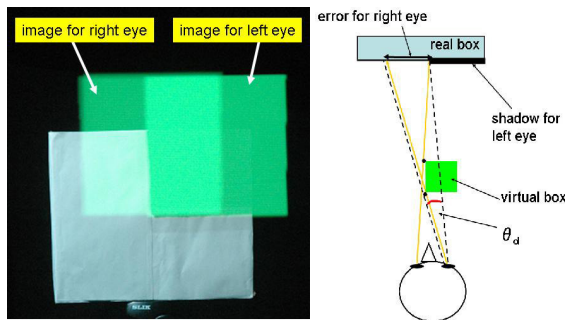 image for right eye
image for left eye
SLIK
error for right eye
real box
shadow for
left eye
virtual box
θd